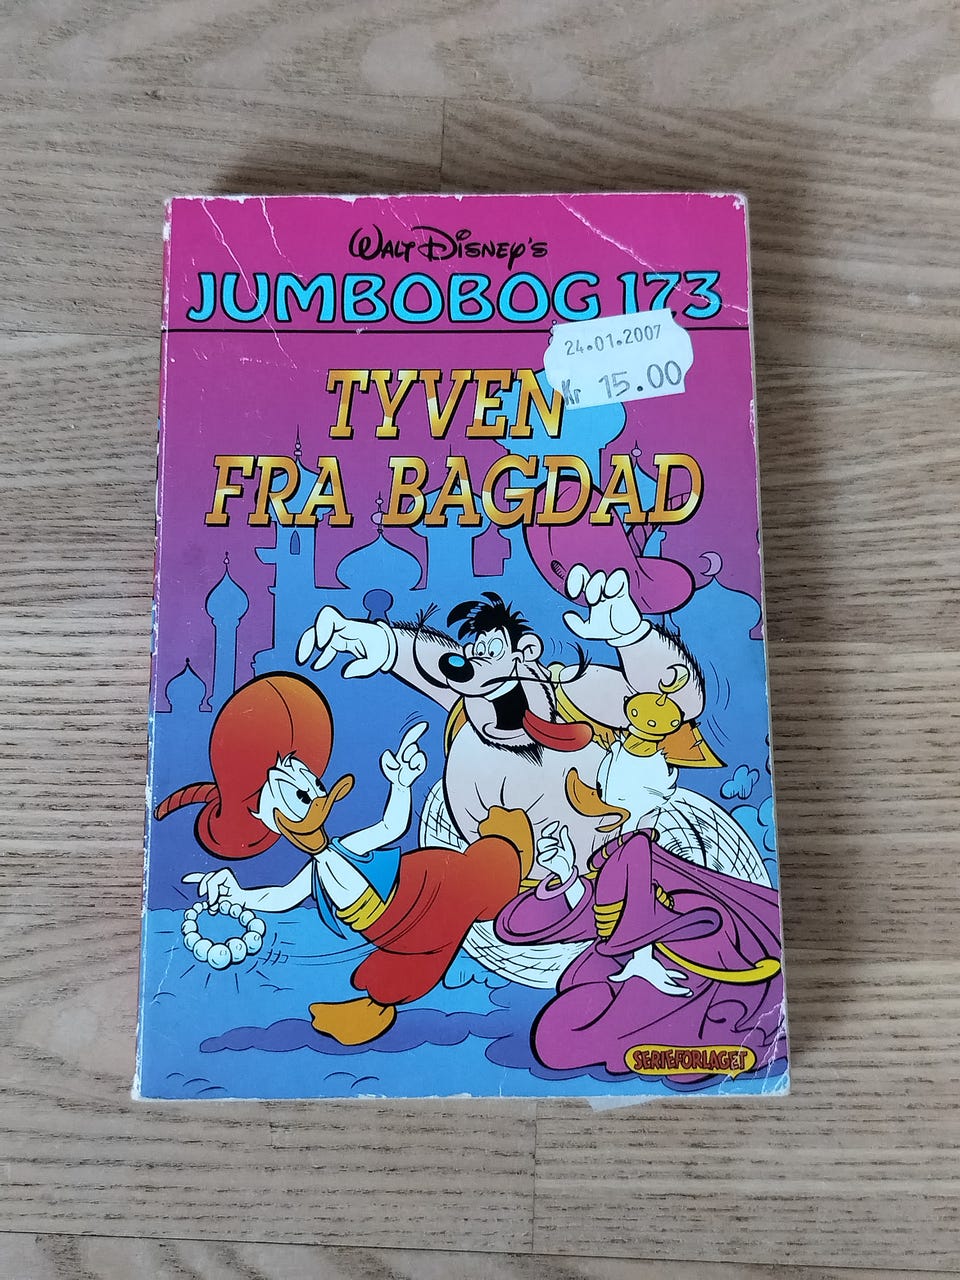 WALT DISNEY'S
JUMBOBOG 173
24.01.2007
Kr 15.00
TYVEN
FRA BAGDAD
SERIEFORLAGET